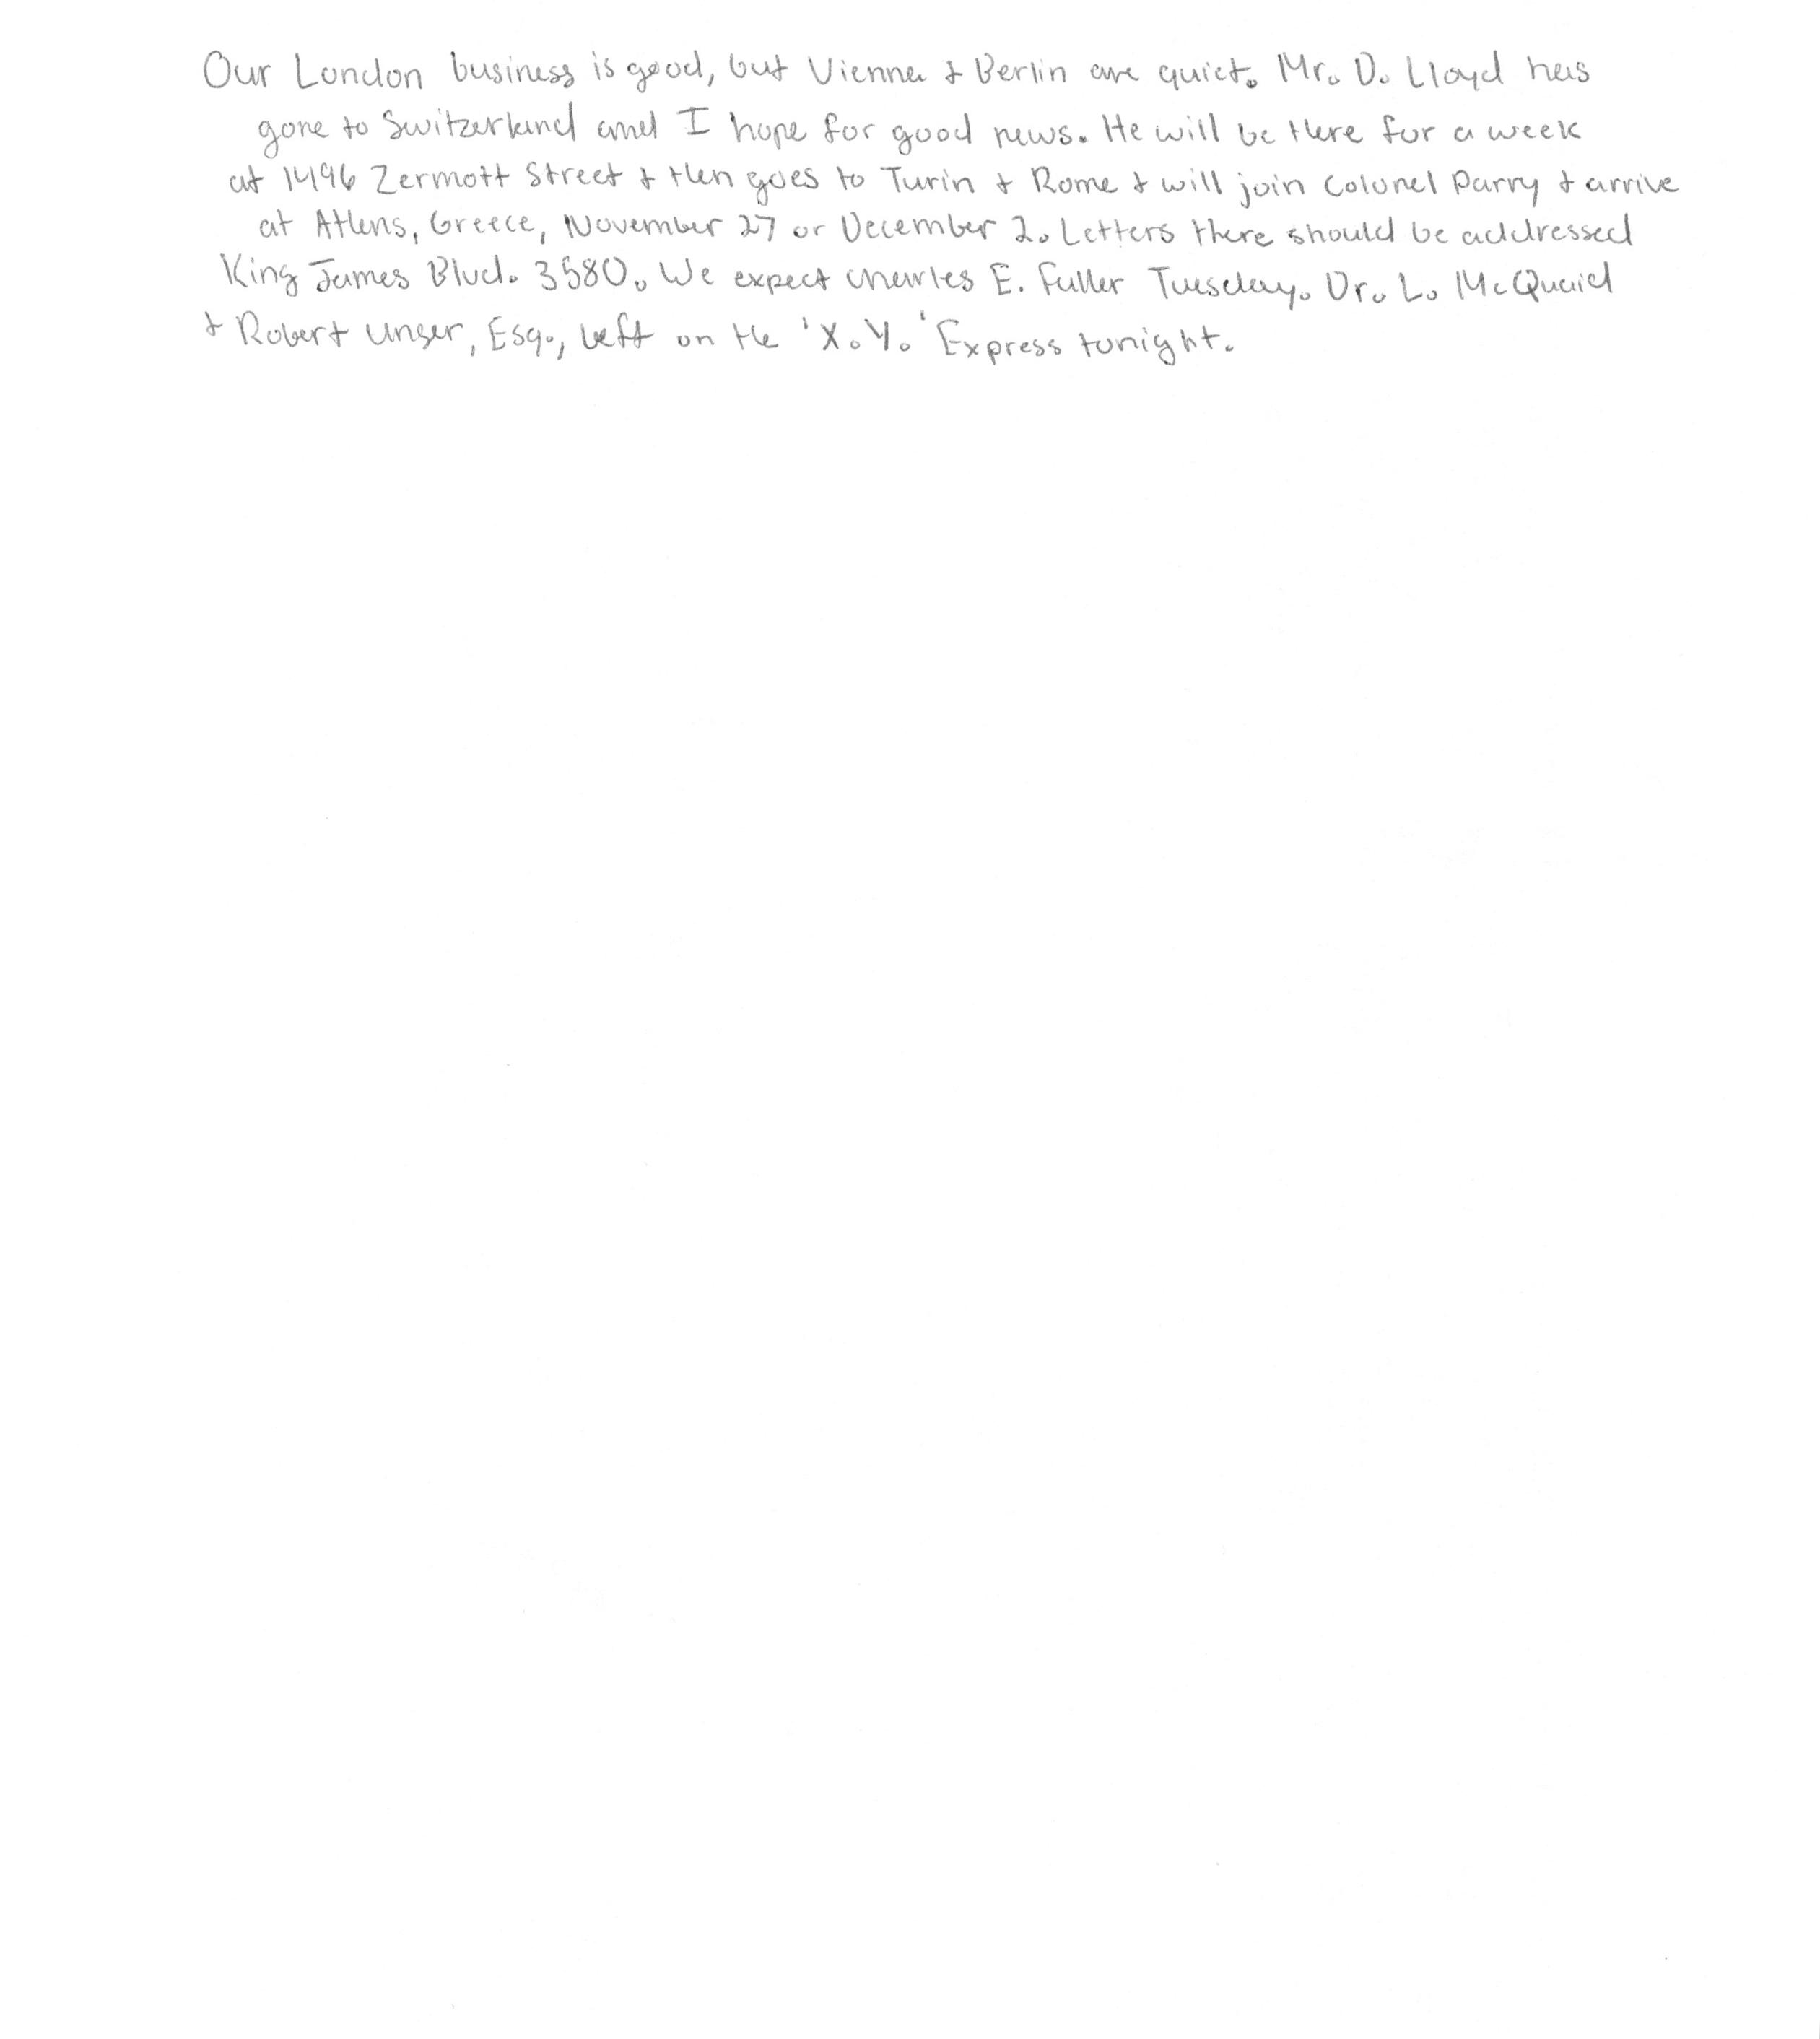 Our London business is good, but Vienna & Berlin are quiet. Mr. D. Lloyd has
gone to Switzerland and I hope for good news. He will be there for a week
at 1496 Zermott Street & then goes to Turin & Rome & will join Colonel Parry & arrive
at Athens, Greece, November 27 or December 2. Letters there should be addressed
King James Blvd. 3580. We expect Charles E. Fuller Tuesday. Dr. L. McQuaid
& Robert Unger, Esq., left on the 'X.Y.' Express tonight.